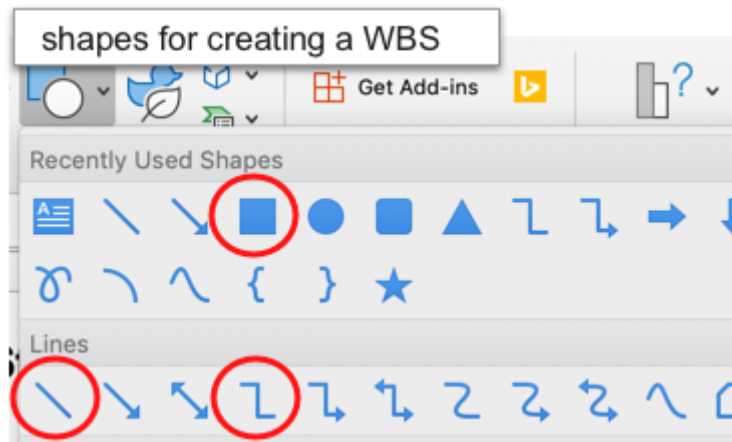 shapes for creating a WBS
Get Add-ins
?
Recently Used Shapes
A
{ }
Lines